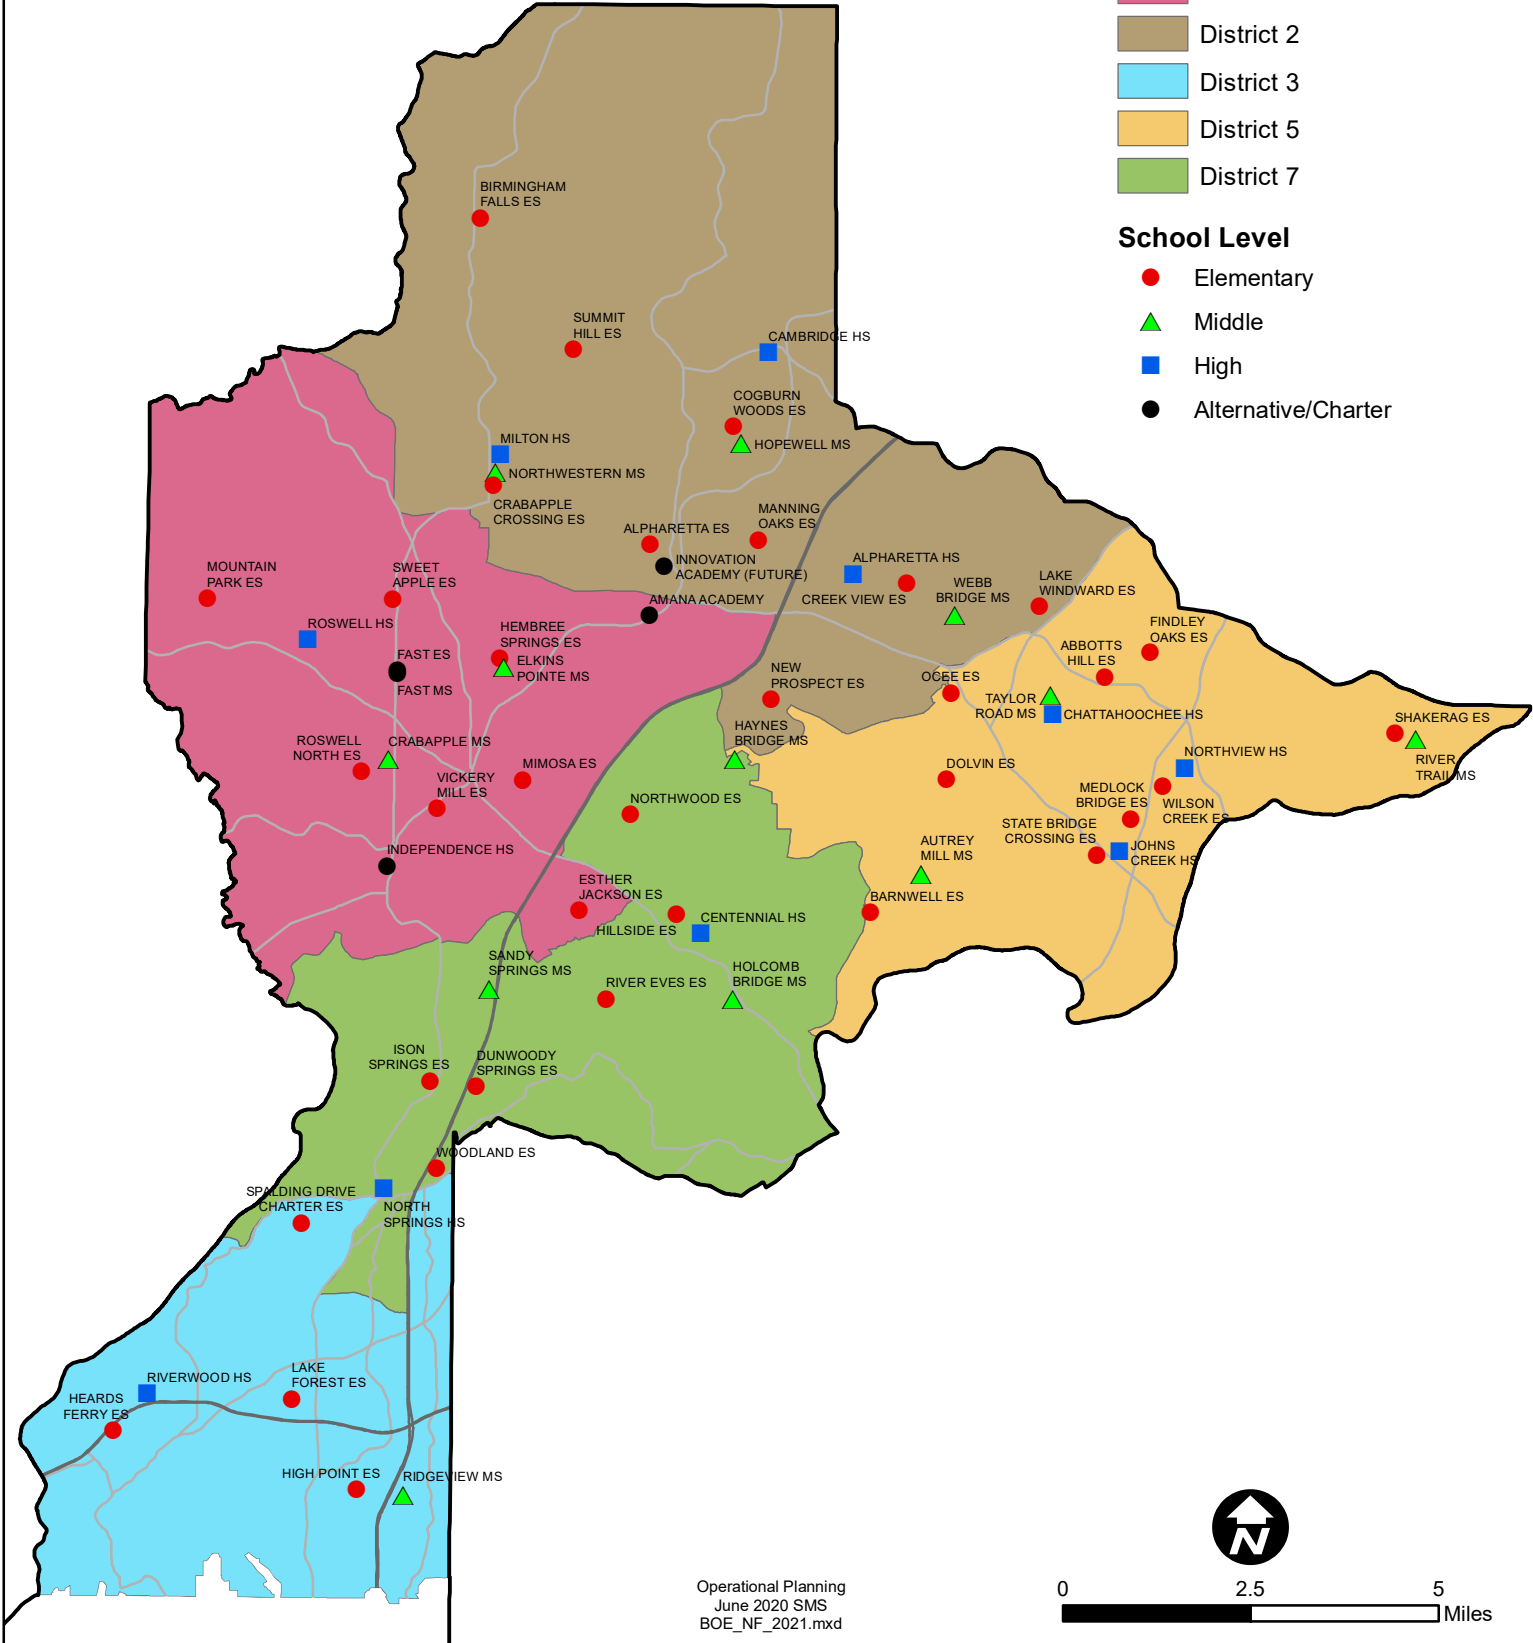 District 2
District 3
District 5
District 7
School Level
Elementary
Middle
High
Alternative/Charter
BIRMINGHAM
FALLS ES
SUMMIT
HILL ES
CAMBRIDGE HS
COGBURN
WOODS ES
HOPEWELL MS
MILTON HS
NORTHWESTERN MS
CRABAPPLE
CROSSING ES
MANNING
OAKS ES
ALPHARETTA ES
INNOVATION
ACADEMY (FUTURE)
AMANA ACADEMY
ALPHARETTA HS
CREEK VIEW ES
WEBB
BRIDGE MS
LAKE
WINDWARD ES
MOUNTAIN
PARK ES
SWEET
APPLE ES
ROSWELL HS
HEMBREE
SPRINGS ES
ELKINS
POINTE MS
FAST ES
FAST MS
FINDLEY
OAKS ES
ABBOTTS
HILL ES
NEW
PROSPECT ES
OCEE ES
TAYLOR
ROAD MS
CHATTAHOOCHEE HS
SHAKERAG ES
RIVER
TRAIL MS
HAYNES
BRIDGE MS
ROSWELL
NORTH ES
CRABAPPLE MS
VICKERY
MILL ES
MIMOSA ES
NORTHVIEW HS
DOLVIN ES
MEDLOCK
BRIDGE ES
WILSON
CREEK ES
NORTHWOOD ES
STATE BRIDGE
CROSSING ES
JOHNS
CREEK HS
AUTREY
MILL MS
INDEPENDENCE HS
BARNWELL ES
ESTHER
JACKSON ES
HILLSIDE ES
CENTENNIAL HS
SANDY
SPRINGS MS
RIVER EVES ES
HOLCOMB
BRIDGE MS
ISON
SPRINGS ES
DUNWOODY
SPRINGS ES
WOODLAND ES
SPALDING DRIVE
CHARTER ES
NORTH
SPRINGS HS
RIVERWOOD HS
LAKE
FOREST ES
HEARDS
FERRY ES
HIGH POINT ES
RIDGEVIEW MS
N
Operational Planning
June 2020 SMS
BOE_NF_2021.mxd
0 2.5 5
Miles